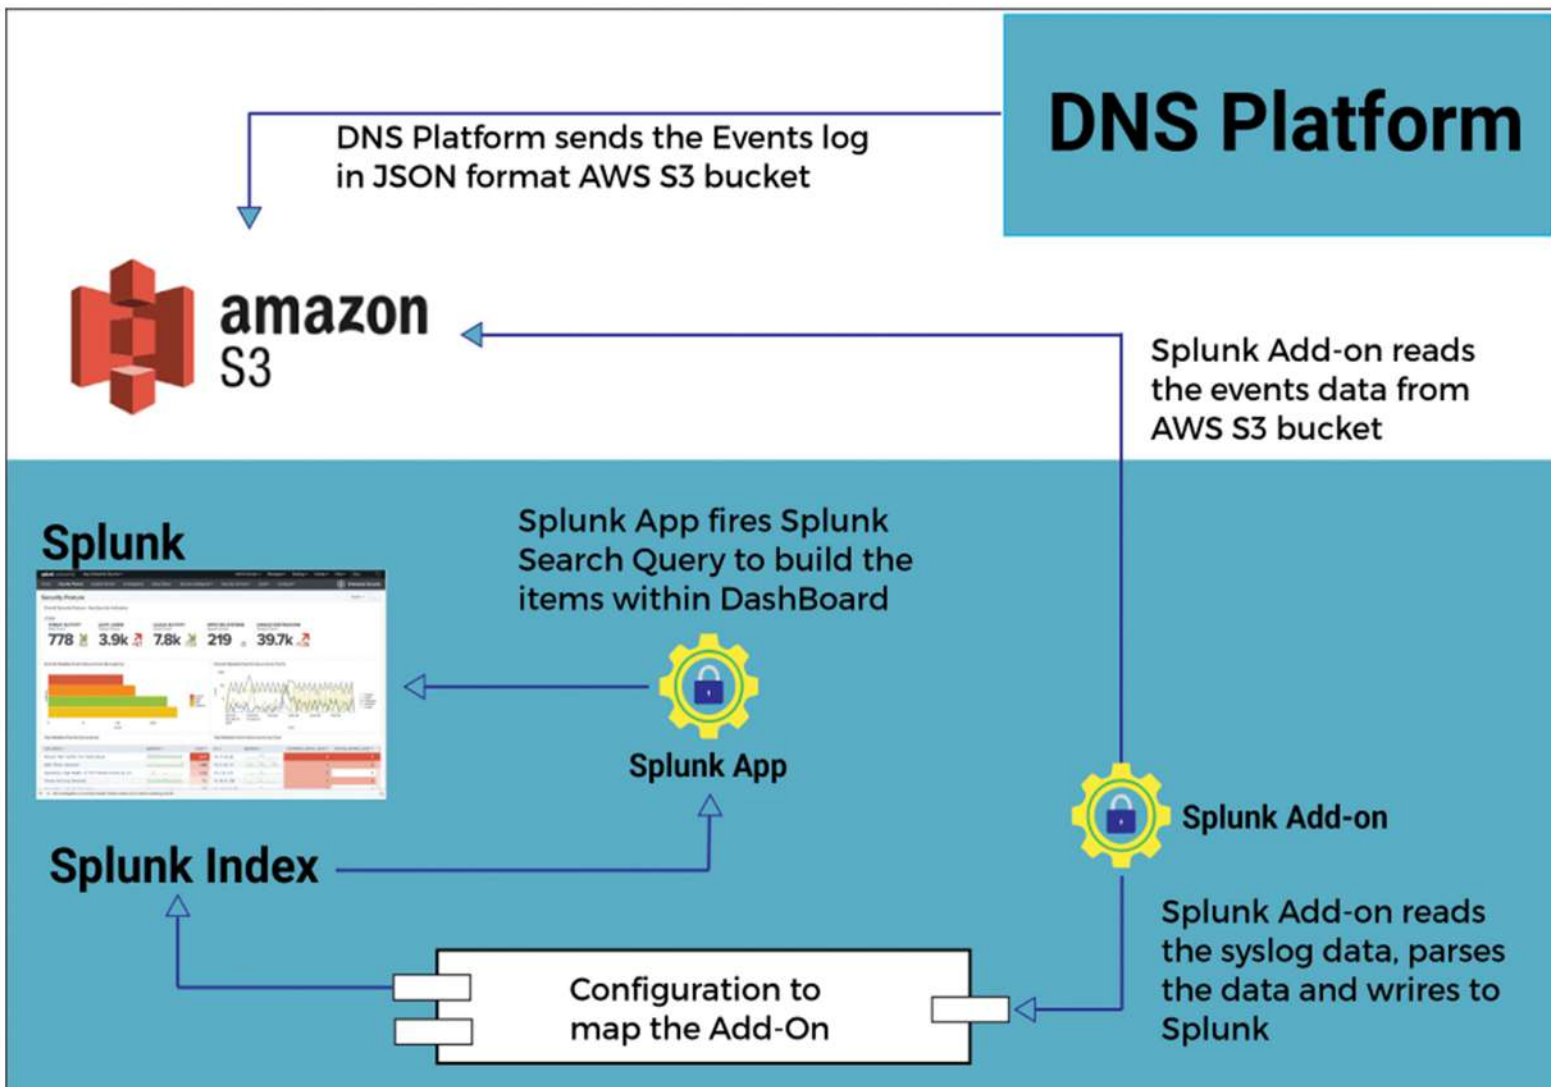 DNS Platform
DNS Platform sends the Events log
in JSON format AWS S3 bucket
amazon
S3
Splunk Add-on reads
the events data from
AWS S3 bucket
Splunk
Splunk App fires Splunk
Search Query to build the
items within DashBoard
Security Posture
778
3.9k
7.8k
219
39.7k
Splunk App
Splunk Add-on
Splunk Index
Splunk Add-on reads
the syslog data, parses
the data and wrires to
Splunk
Configuration to
map the Add-On